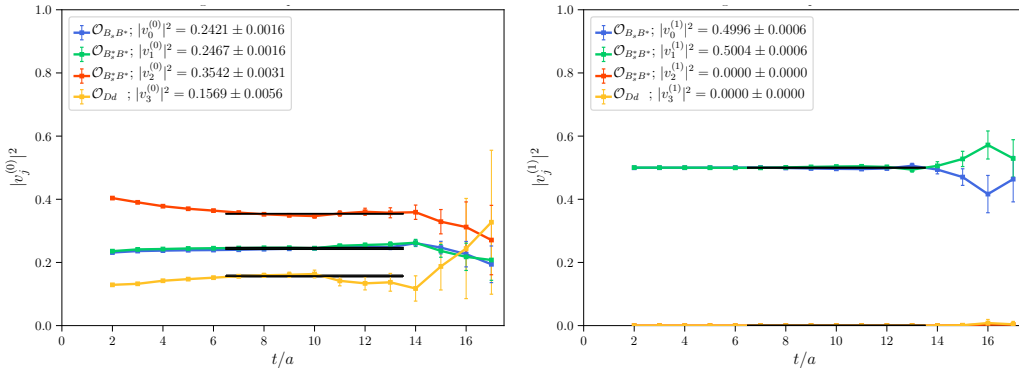 1.0
0.8
0.6
0.4
0.2
0.0
|v_j^{(0)}|^2
𝒪_{B_sB^*}; |v_0^{(0)}|^2 = 0.2421 ± 0.0016
𝒪_{B_s^*B^*}; |v_1^{(0)}|^2 = 0.2467 ± 0.0016
𝒪_{B_s^*B^*}; |v_2^{(0)}|^2 = 0.3542 ± 0.0031
𝒪_{Dd} ; |v_3^{(0)}|^2 = 0.1569 ± 0.0056
0 2 4 6 8 10 12 14 16
t/a
1.0
0.8
0.6
0.4
0.2
0.0
|v_j^{(1)}|^2
𝒪_{B_sB^*}; |v_0^{(1)}|^2 = 0.4996 ± 0.0006
𝒪_{B_s^*B^*}; |v_1^{(1)}|^2 = 0.5004 ± 0.0006
𝒪_{B_s^*B^*}; |v_2^{(1)}|^2 = 0.0000 ± 0.0000
𝒪_{Dd} ; |v_3^{(1)}|^2 = 0.0000 ± 0.0000
0 2 4 6 8 10 12 14 16
t/a